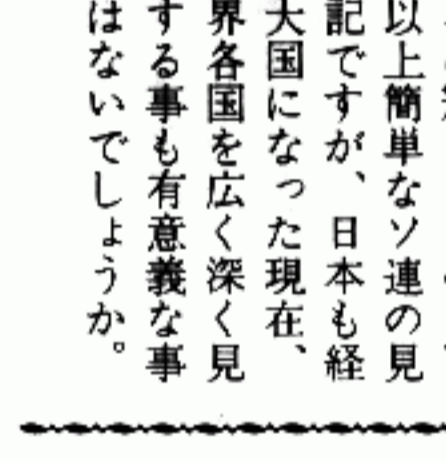 以上簡単なソ連の見
記ですが、日本も経
大国になった現在、
界各国を広く深く見
する事も有意義な事
はないでしょうか。